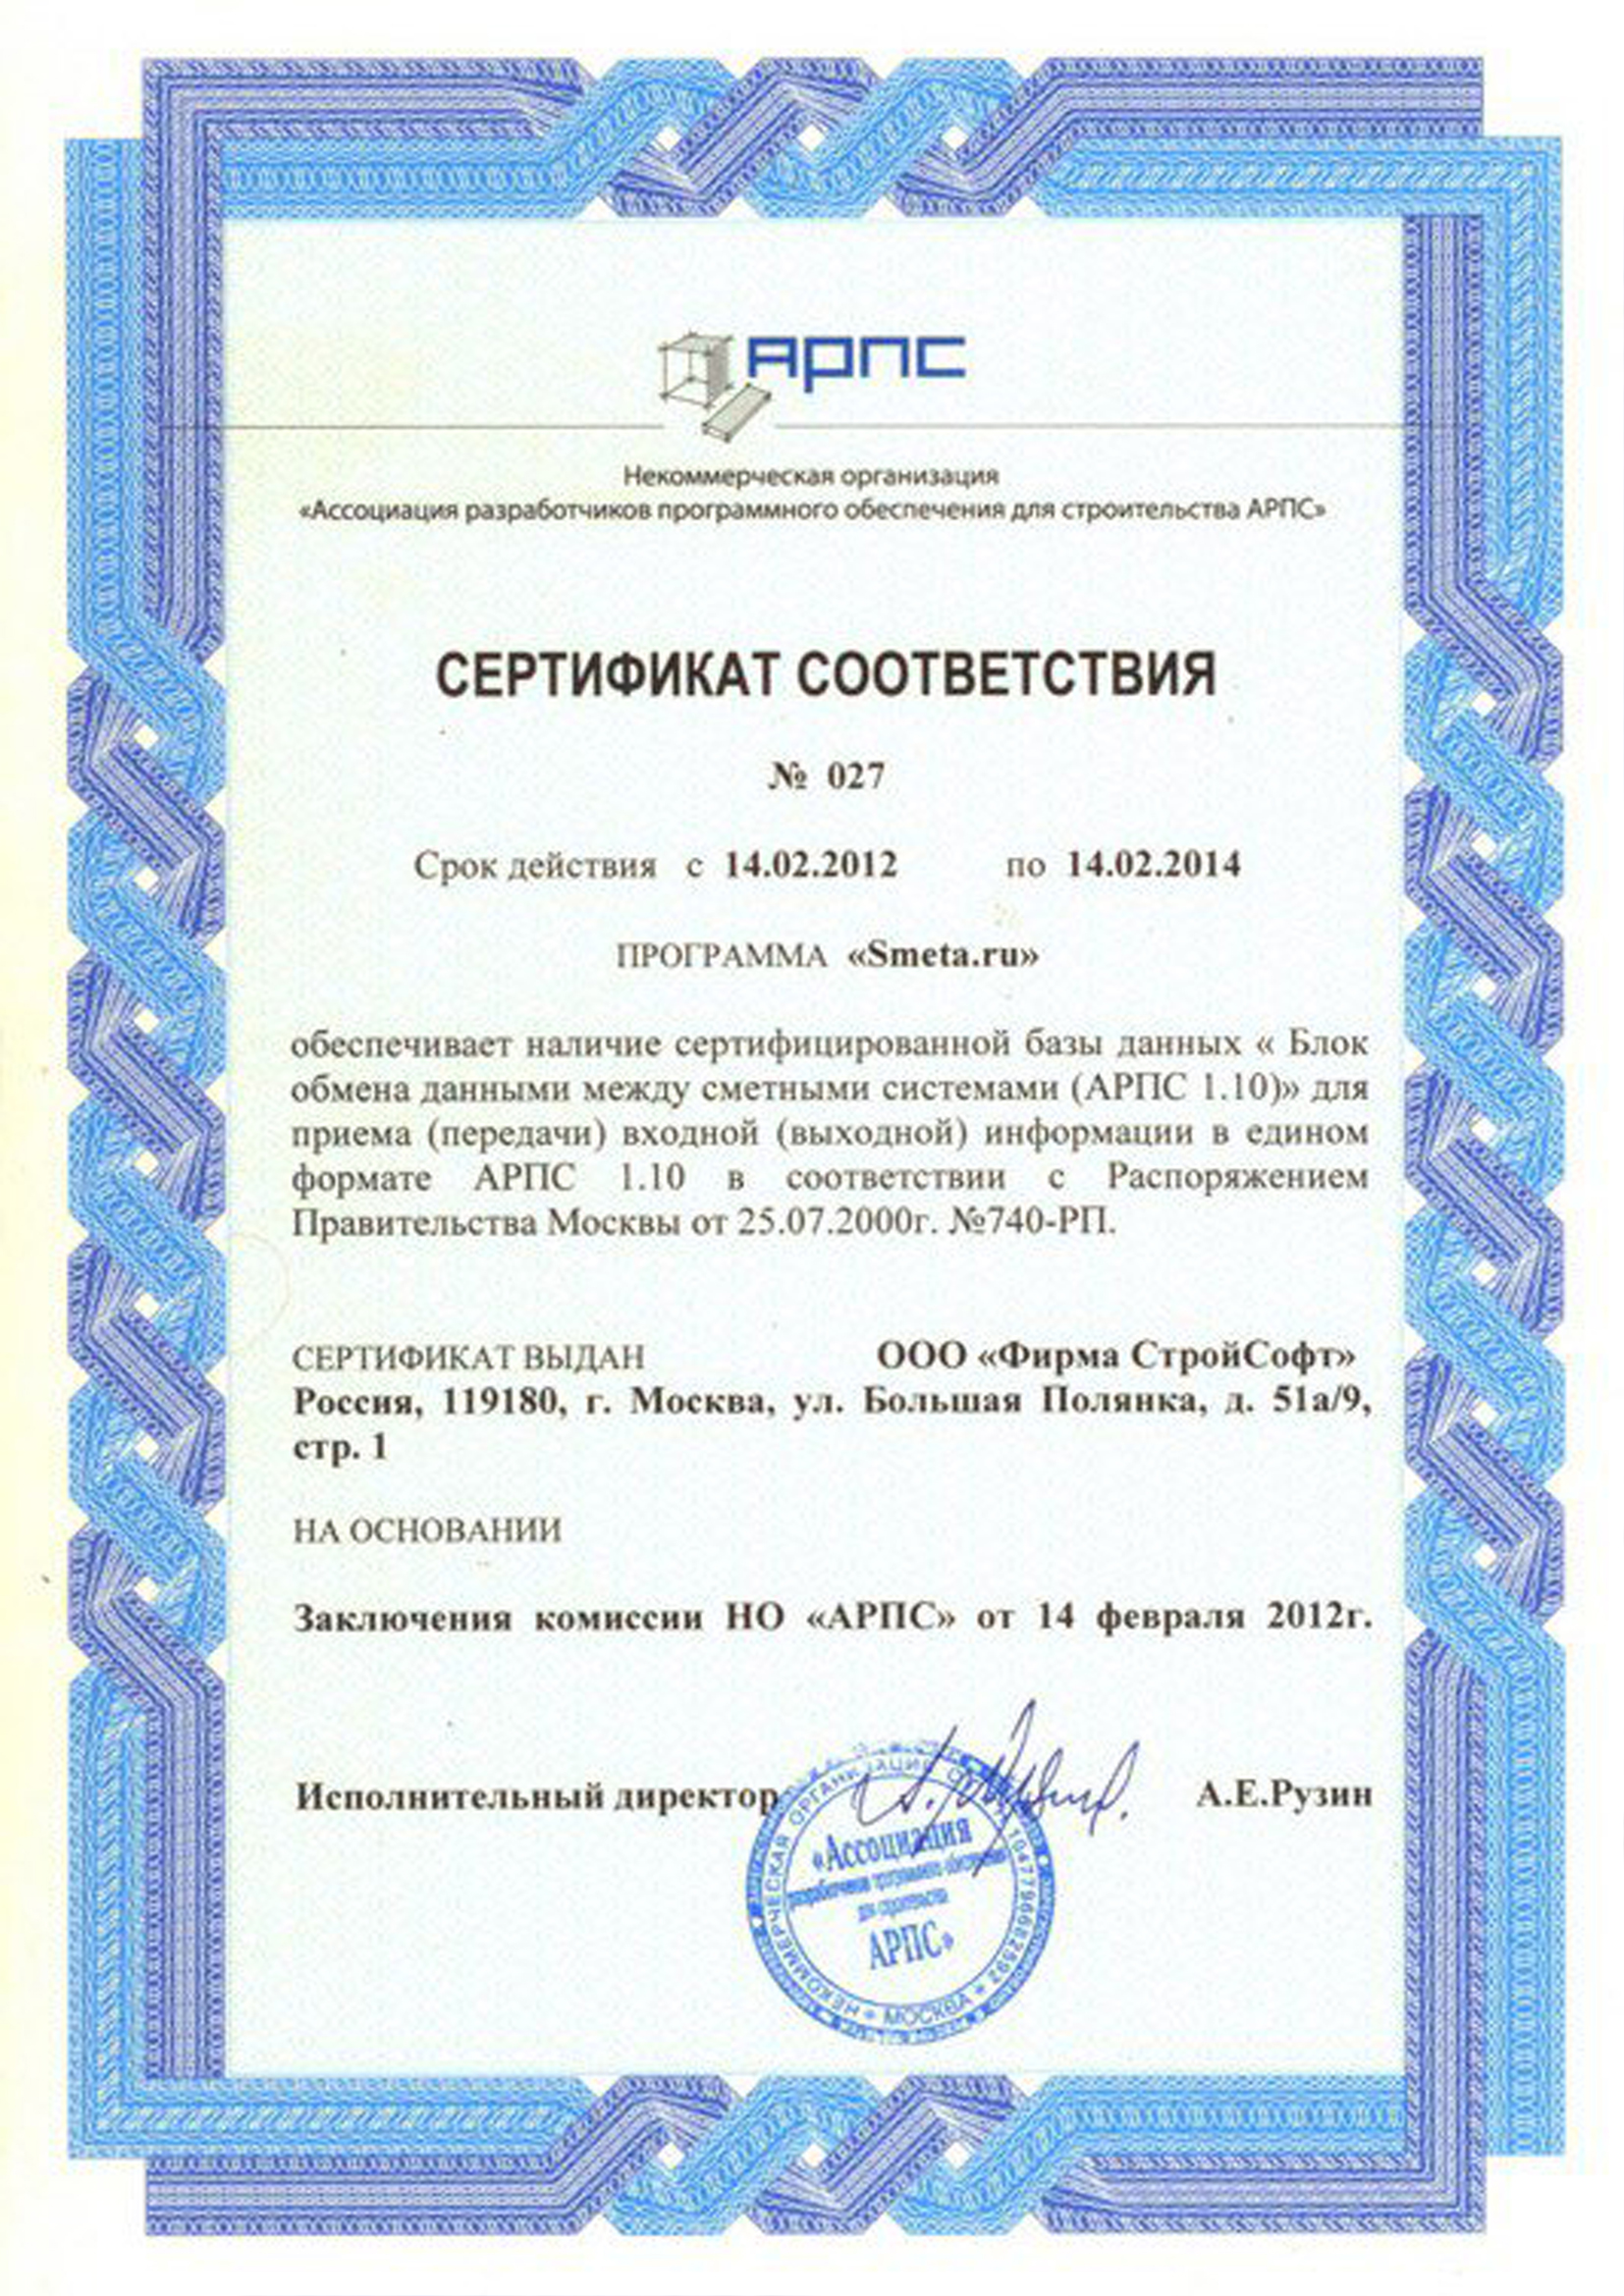 АРПС
Некоммерческая организация
«Ассоциация разработчиков программного обеспечения для строительства АРПС»
СЕРТИФИКАТ СООТВЕТСТВИЯ
№ 027
Срок действия с 14.02.2012 по 14.02.2014
ПРОГРАММА «Smeta.ru»
обеспечивает наличие сертифицированной базы данных « Блок
обмена данными между сметными системами (АРПС 1.10)» для
приема (передачи) входной (выходной) информации в едином
формате АРПС 1.10 в соответствии с Распоряжением
Правительства Москвы от 25.07.2000г. №740-РП.
СЕРТИФИКАТ ВЫДАН ООО «Фирма СтройСофт»
Россия, 119180, г. Москва, ул. Большая Полянка, д. 51а/9,
стр. 1
НА ОСНОВАНИИ
Заключения комиссии НО «АРПС» от 14 февраля 2012г.
Исполнительный директор А.Е.Рузин
НЕКОММЕРЧЕСКАЯ ОРГАНИЗАЦИЯ
* МОСКВА *
«Ассоциация
разработчиков программного обеспечения
для строительства
АРПС»